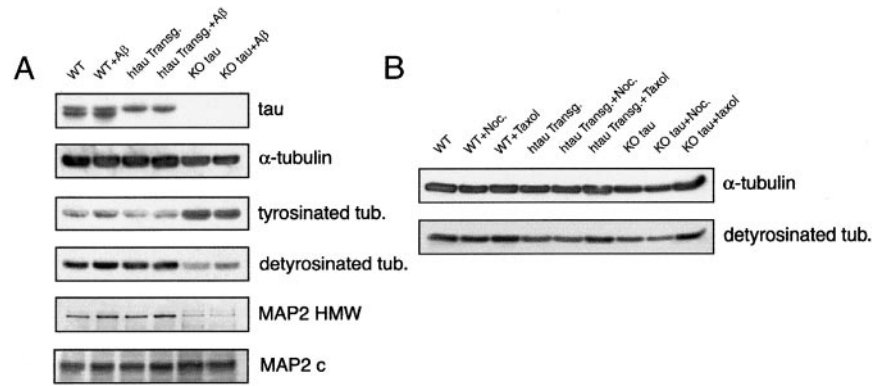 A
WT
WT+Aβ
htau Transg.
htau Transg.+Aβ
KO tau
KO tau+Aβ
tau
α-tubulin
tyrosinated tub.
detyrosinated tub.
MAP2 HMW
MAP2 c
B
WT
WT+Noc.
WT+Taxol
htau Transg.
htau Transg.+Noc.
htau Transg.+Taxol
KO tau
KO tau+Noc.
KO tau+taxol
α-tubulin
detyrosinated tub.